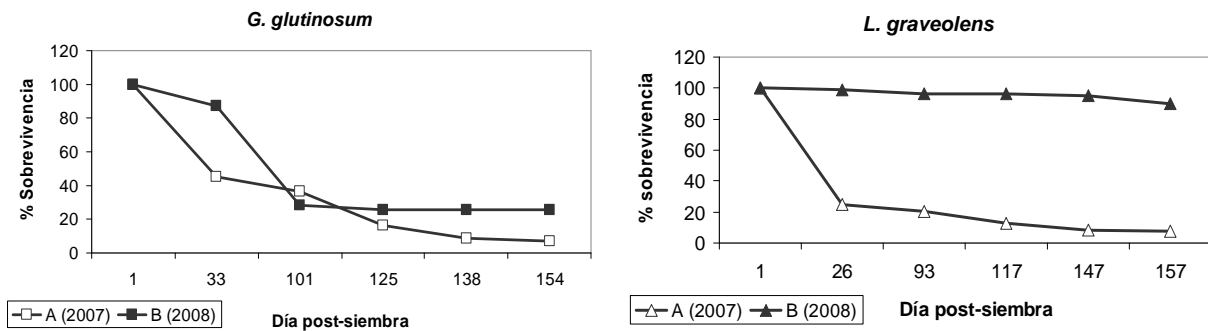 G. glutinosum
% Sobrevivencia
120
100
80
60
40
20
0
1 33 101 125 138 154
A (2007) B (2008)
Día post-siembra
L. graveolens
% sobrevivencia
120
100
80
60
40
20
0
1 26 93 117 147 157
A (2007) B (2008)
Día post-siembra